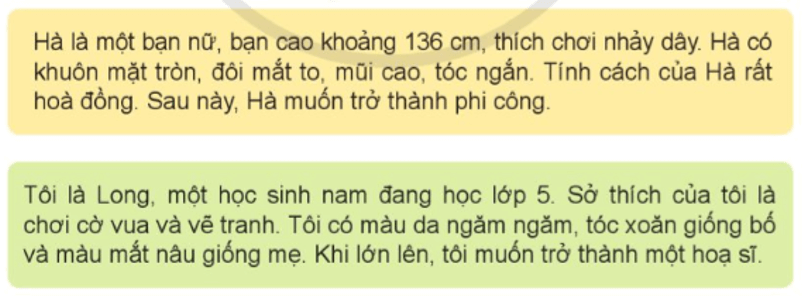 Hà là một bạn nữ, bạn cao khoảng 136 cm, thích chơi nhảy dây. Hà có
khuôn mặt tròn, đôi mắt to, mũi cao, tóc ngắn. Tính cách của Hà rất
hoà đồng. Sau này, Hà muốn trở thành phi công.
Tôi là Long, một học sinh nam đang học lớp 5. Sở thích của tôi là
chơi cờ vua và vẽ tranh. Tôi có màu da ngăm ngăm, tóc xoăn giống bố
và màu mắt nâu giống mẹ. Khi lớn lên, tôi muốn trở thành một hoạ sĩ.